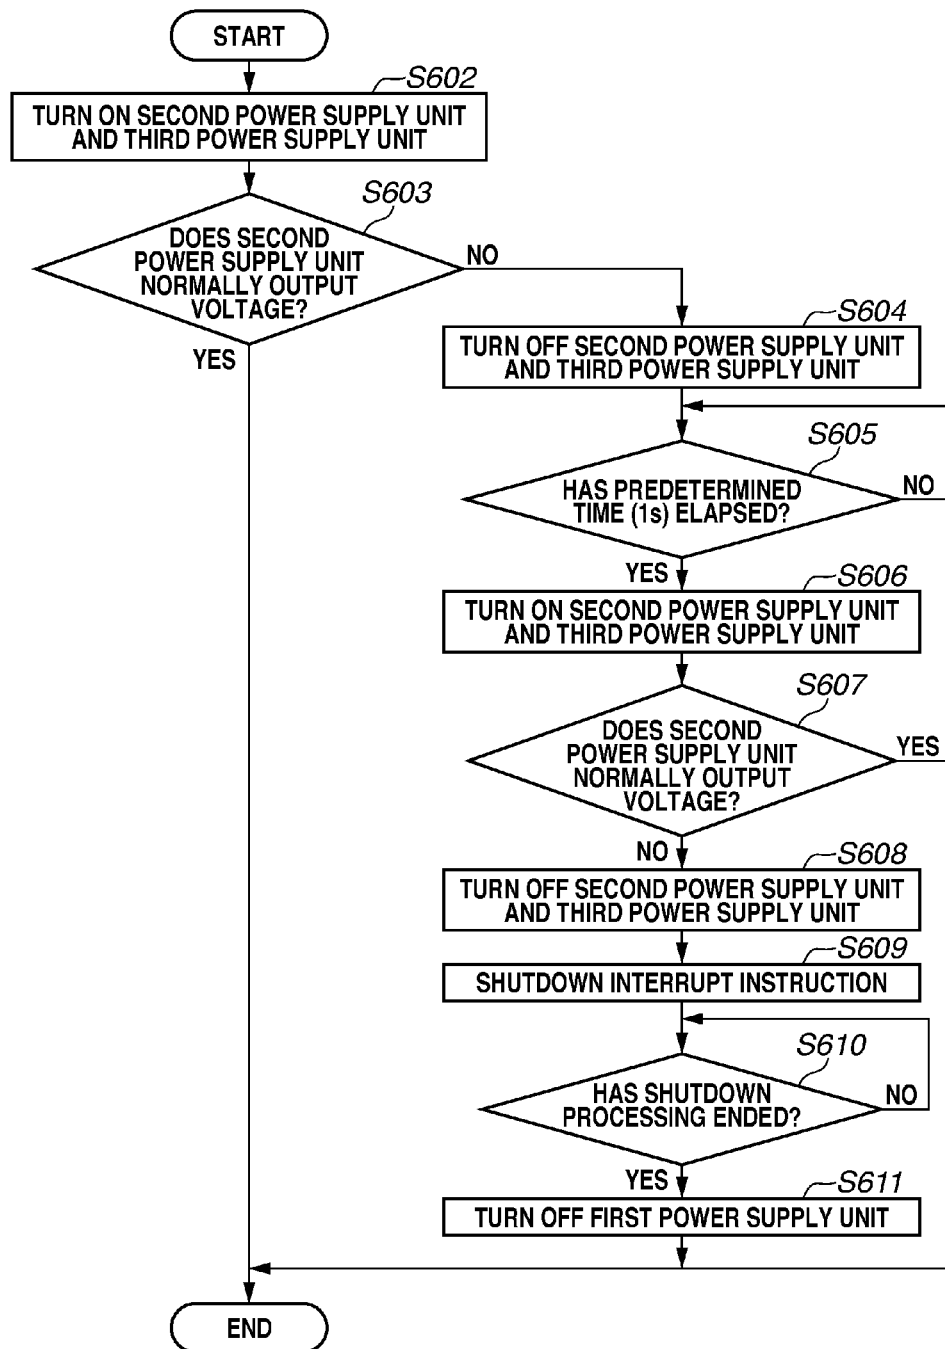 START
S602
TURN ON SECOND POWER SUPPLY UNIT
AND THIRD POWER SUPPLY UNIT
S603
DOES SECOND
POWER SUPPLY UNIT
NORMALLY OUTPUT
VOLTAGE?
NO
YES
S604
TURN OFF SECOND POWER SUPPLY UNIT
AND THIRD POWER SUPPLY UNIT
S605
HAS PREDETERMINED
TIME (1s) ELAPSED?
NO
YES
S606
TURN ON SECOND POWER SUPPLY UNIT
AND THIRD POWER SUPPLY UNIT
S607
DOES SECOND
POWER SUPPLY UNIT
NORMALLY OUTPUT
VOLTAGE?
YES
NO
S608
TURN OFF SECOND POWER SUPPLY UNIT
AND THIRD POWER SUPPLY UNIT
S609
SHUTDOWN INTERRUPT INSTRUCTION
S610
HAS SHUTDOWN
PROCESSING ENDED?
NO
YES
S611
TURN OFF FIRST POWER SUPPLY UNIT
END